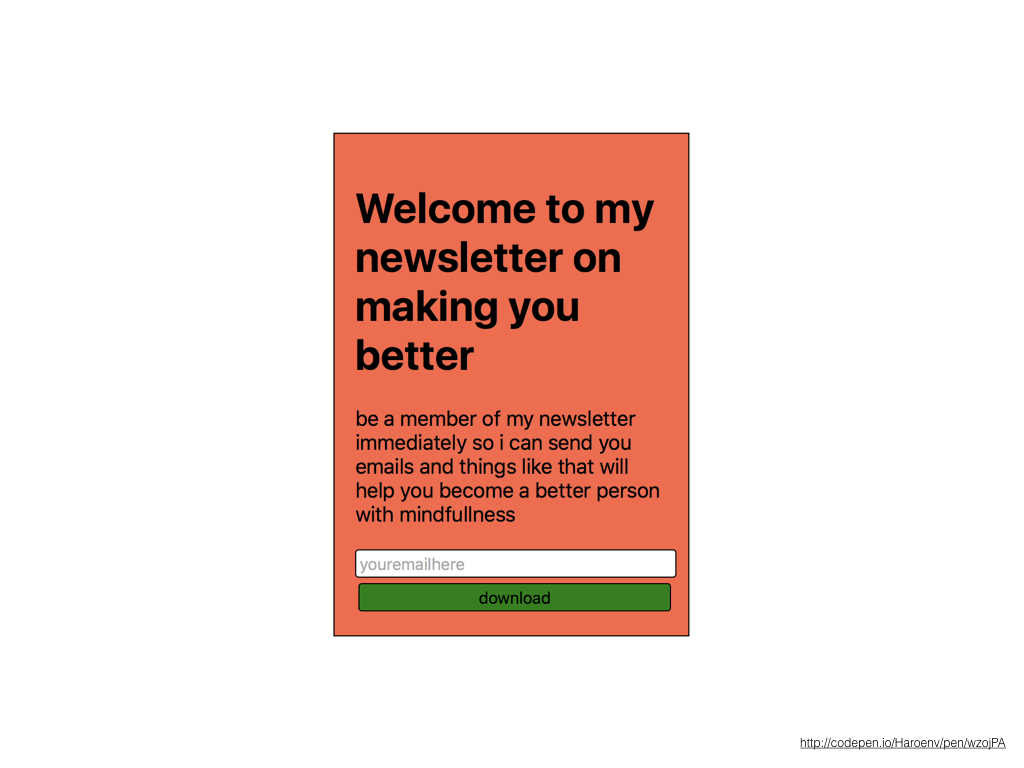 Welcome to my
newsletter on
making you
better
be a member of my newsletter
immediately so i can send you
emails and things like that will
help you become a better person
with mindfullness
youremailhere
download
http://codepen.io/Haroenv/pen/wzojPA